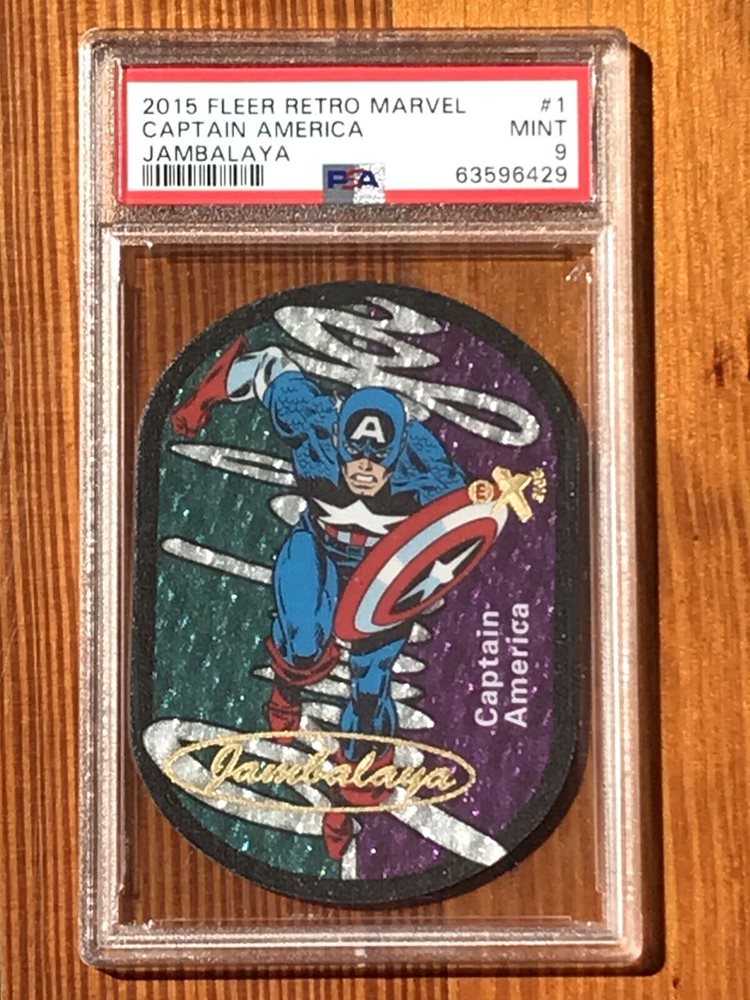 2015 FLEER RETRO MARVEL #1
CAPTAIN AMERICA MINT
JAMBALAYA 9
PSA 63596429
A
Captain
America
Jambalaya